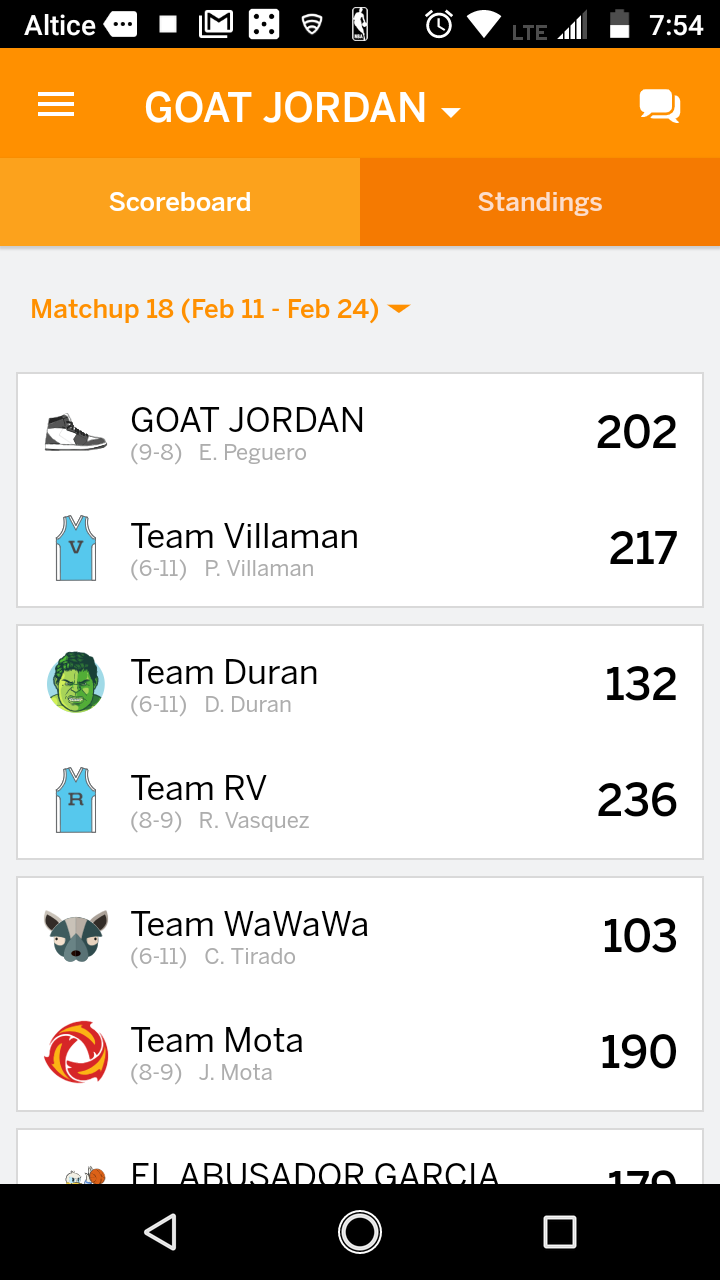 Altice LTE 7:54
GOAT JORDAN
Scoreboard Standings
Matchup 18 (Feb 11 - Feb 24)
GOAT JORDAN 202
(9-8) E. Peguero
V
Team Villaman 217
(6-11) P. Villaman
Team Duran 132
(6-11) D. Duran
R
Team RV 236
(8-9) R. Vasquez
Team WaWaWa 103
(6-11) C. Tirado
Team Mota 190
(8-9) J. Mota
EL ABUSADOR GARCIA 179